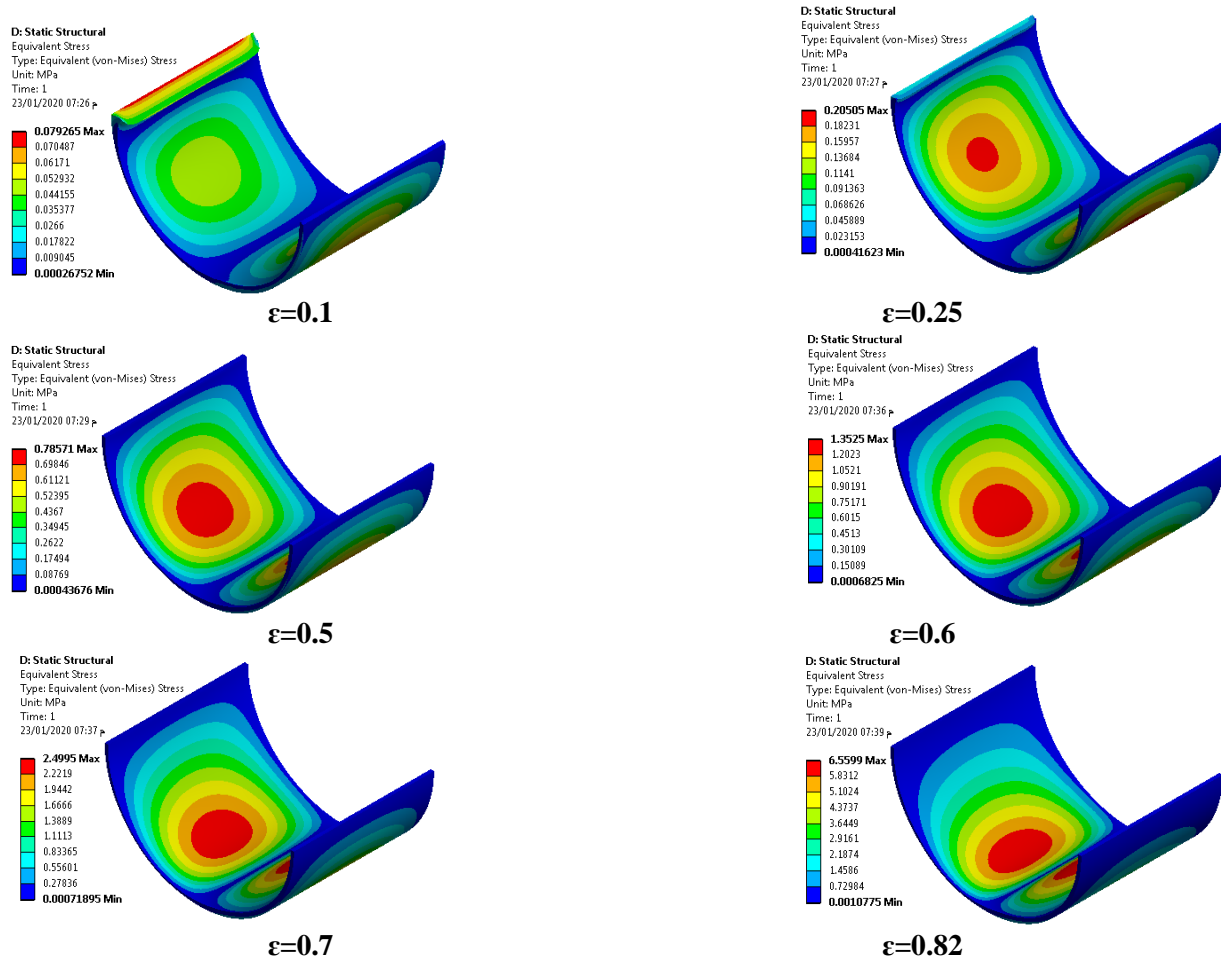 D: Static Structural
Equivalent Stress
Type: Equivalent (von-Mises) Stress
Unit: MPa
Time: 1
23/01/2020 07:26 م
0.079265 Max
0.070487
0.06171
0.052932
0.044155
0.035377
0.0266
0.017822
0.009045
0.00026752 Min
ε=0.1
D: Static Structural
Equivalent Stress
Type: Equivalent (von-Mises) Stress
Unit: MPa
Time: 1
23/01/2020 07:27 م
0.20505 Max
0.18231
0.15957
0.13684
0.1141
0.091363
0.068626
0.045889
0.023153
0.00041623 Min
ε=0.25
D: Static Structural
Equivalent Stress
Type: Equivalent (von-Mises) Stress
Unit: MPa
Time: 1
23/01/2020 07:29 م
0.78571 Max
0.69846
0.61121
0.52395
0.4367
0.34945
0.2622
0.17494
0.08769
0.00043676 Min
ε=0.5
D: Static Structural
Equivalent Stress
Type: Equivalent (von-Mises) Stress
Unit: MPa
Time: 1
23/01/2020 07:36 م
1.3525 Max
1.2023
1.0521
0.90191
0.75171
0.6015
0.4513
0.30109
0.15089
0.0006825 Min
ε=0.6
D: Static Structural
Equivalent Stress
Type: Equivalent (von-Mises) Stress
Unit: MPa
Time: 1
23/01/2020 07:37 م
2.4995 Max
2.2219
1.9442
1.6666
1.3889
1.1113
0.83365
0.55601
0.27836
0.00071895 Min
ε=0.7
D: Static Structural
Equivalent Stress
Type: Equivalent (von-Mises) Stress
Unit: MPa
Time: 1
23/01/2020 07:39 م
6.5599 Max
5.8312
5.1024
4.3737
3.6449
2.9161
2.1874
1.4586
0.72984
0.0010775 Min
ε=0.82